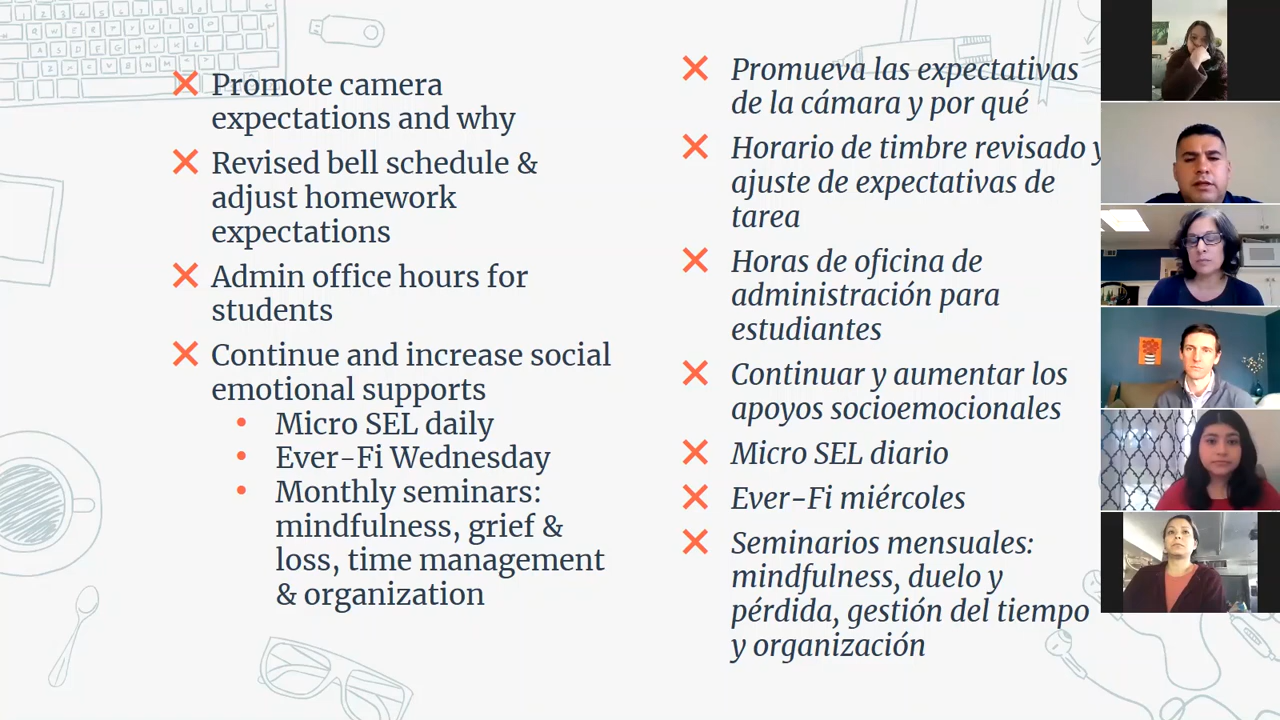 Promote camera
expectations and why
Revised bell schedule &
adjust homework
expectations
Admin office hours for
students
Continue and increase social
emotional supports
Micro SEL daily
Ever-Fi Wednesday
Monthly seminars:
mindfulness, grief &
loss, time management
& organization
Promueva las expectativas
de la cámara y por qué
Horario de timbre revisado y
ajuste de expectativas de
tarea
Horas de oficina de
administración para
estudiantes
Continuar y aumentar los
apoyos socioemocionales
Micro SEL diario
Ever-Fi miércoles
Seminarios mensuales:
mindfulness, duelo y
pérdida, gestión del tiempo
y organización